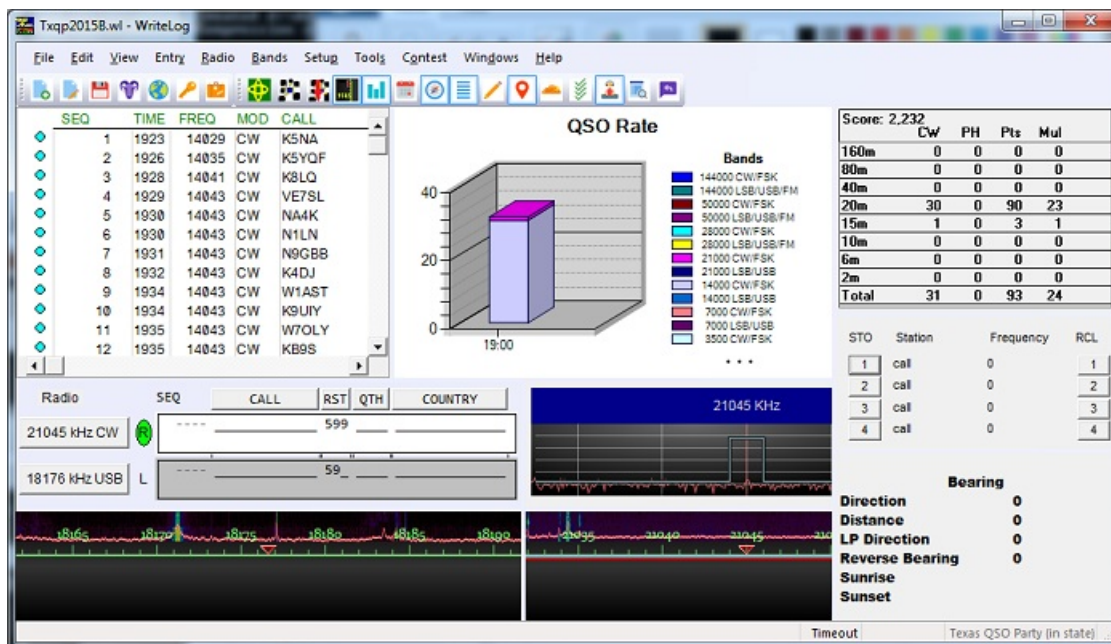 Txqp2015B.wl - WriteLog
File Edit View Entry Radio Bands Setup Tools Contest Windows Help
SEQ TIME FREQ MOD CALL
1 1923 14029 CW K5NA
2 1926 14035 CW K5YQF
3 1928 14041 CW K8LQ
4 1929 14043 CW VE7SL
5 1930 14043 CW NA4K
6 1930 14043 CW N1LN
7 1931 14043 CW N9GBB
8 1932 14043 CW K4DJ
9 1934 14043 CW W1AST
10 1934 14043 CW K9UIY
11 1935 14043 CW W7OLY
12 1935 14043 CW KB9S
QSO Rate
40
20
0
19:00
Bands
144000 CW/FSK
144000 LSB/USB/FM
50000 CW/FSK
50000 LSB/USB/FM
28000 CW/FSK
28000 LSB/USB/FM
21000 CW/FSK
21000 LSB/USB
14000 CW/FSK
14000 LSB/USB
7000 CW/FSK
7000 LSB/USB
3500 CW/FSK
• • •
Score: 2,232
CW PH Pts Mul
160m 0 0 0 0
80m 0 0 0 0
40m 0 0 0 0
20m 30 0 90 23
15m 1 0 3 1
10m 0 0 0 0
6m 0 0 0 0
2m 0 0 0 0
Total 31 0 93 24
STO Station Frequency RCL
1 call 0 1
2 call 0 2
3 call 0 3
4 call 0 4
Radio SEQ CALL RST QTH COUNTRY
21045 kHz CW R ---- 599
18176 kHz USB L ---- 59_
21045 KHz
Bearing
Direction 0
Distance 0
LP Direction 0
Reverse Bearing 0
Sunrise
Sunset
18165 18170 18175 18180 18185 18190
21035 21040 21045
Timeout Texas QSO Party (in state)